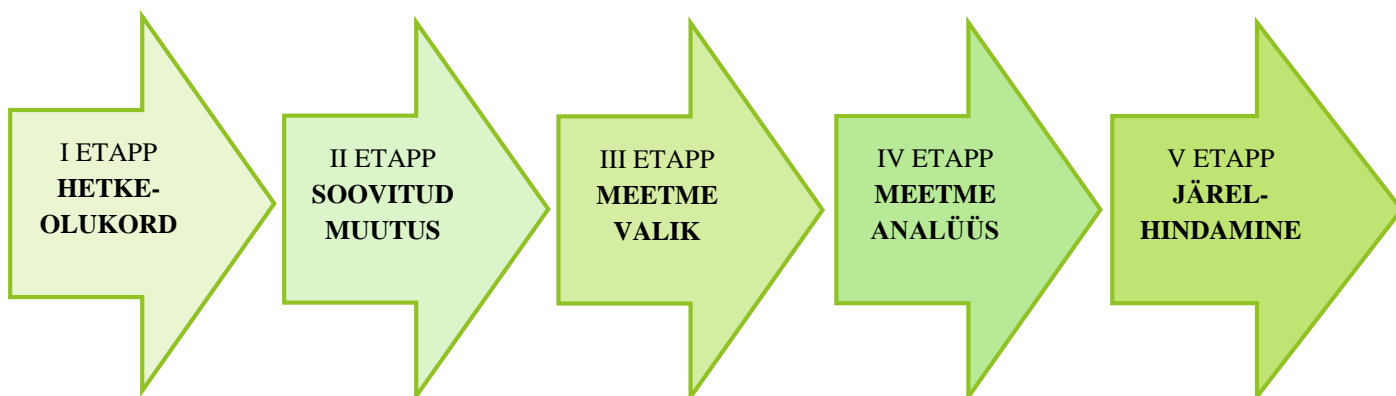 I ETAPP
HETKE-
OLUKORD
II ETAPP
SOOVITUD
MUUTUS
III ETAPP
MEETME
VALIK
IV ETAPP
MEETME
ANALÜÜS
V ETAPP
JÄREL-
HINDAMINE